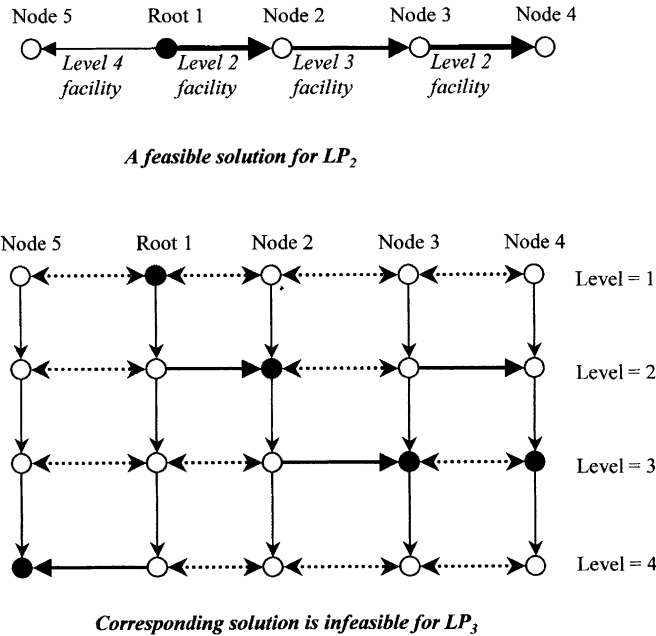 Node 5 Root 1 Node 2 Node 3 Node 4
Level 4 Level 2 Level 3 Level 2
facility facility facility facility
A feasible solution for LP₂
Node 5 Root 1 Node 2 Node 3 Node 4
Level = 1
Level = 2
Level = 3
Level = 4
Corresponding solution is infeasible for LP₃